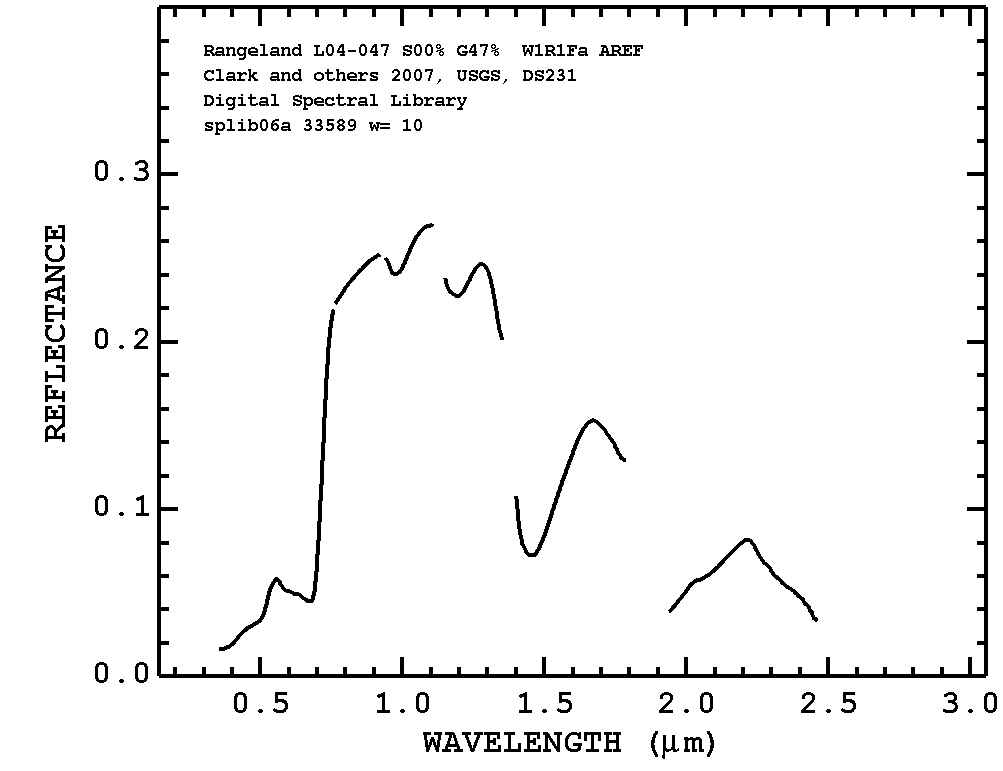 Rangeland L04-047 S00% G47% W1R1Fa AREF
Clark and others 2007, USGS, DS231
Digital Spectral Library
splib06a 33589 w= 10
0.3
0.2
0.1
0.0
REFLECTANCE
0.5 1.0 1.5 2.0 2.5 3.0
WAVELENGTH (μm)